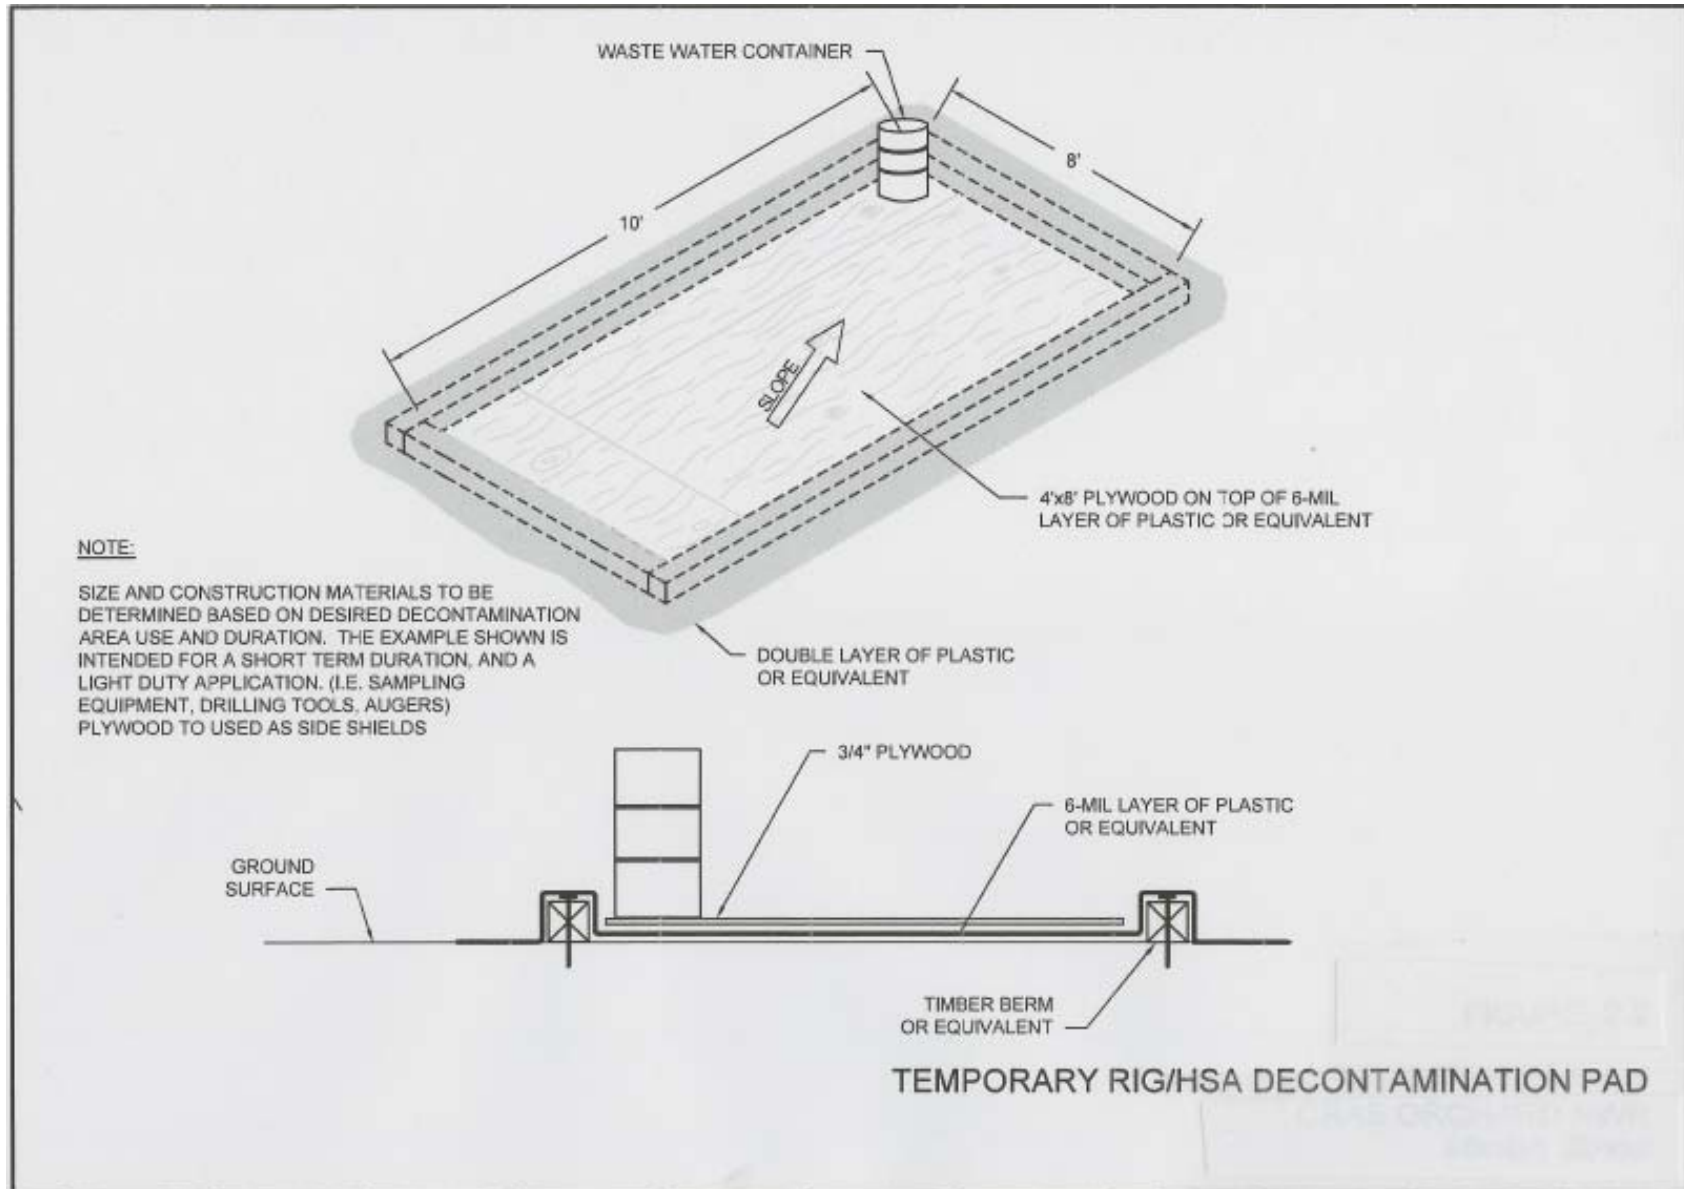 WASTE WATER CONTAINER
8'
10'
SLOPE
4'x8' PLYWOOD ON TOP OF 6-MIL
LAYER OF PLASTIC OR EQUIVALENT
NOTE:
SIZE AND CONSTRUCTION MATERIALS TO BE
DETERMINED BASED ON DESIRED DECONTAMINATION
AREA USE AND DURATION. THE EXAMPLE SHOWN IS
INTENDED FOR A SHORT TERM DURATION, AND A
LIGHT DUTY APPLICATION. (I.E. SAMPLING
EQUIPMENT, DRILLING TOOLS, AUGERS)
PLYWOOD TO USED AS SIDE SHIELDS
DOUBLE LAYER OF PLASTIC
OR EQUIVALENT
3/4" PLYWOOD
6-MIL LAYER OF PLASTIC
OR EQUIVALENT
GROUND
SURFACE
TIMBER BERM
OR EQUIVALENT
TEMPORARY RIG/HSA DECONTAMINATION PAD